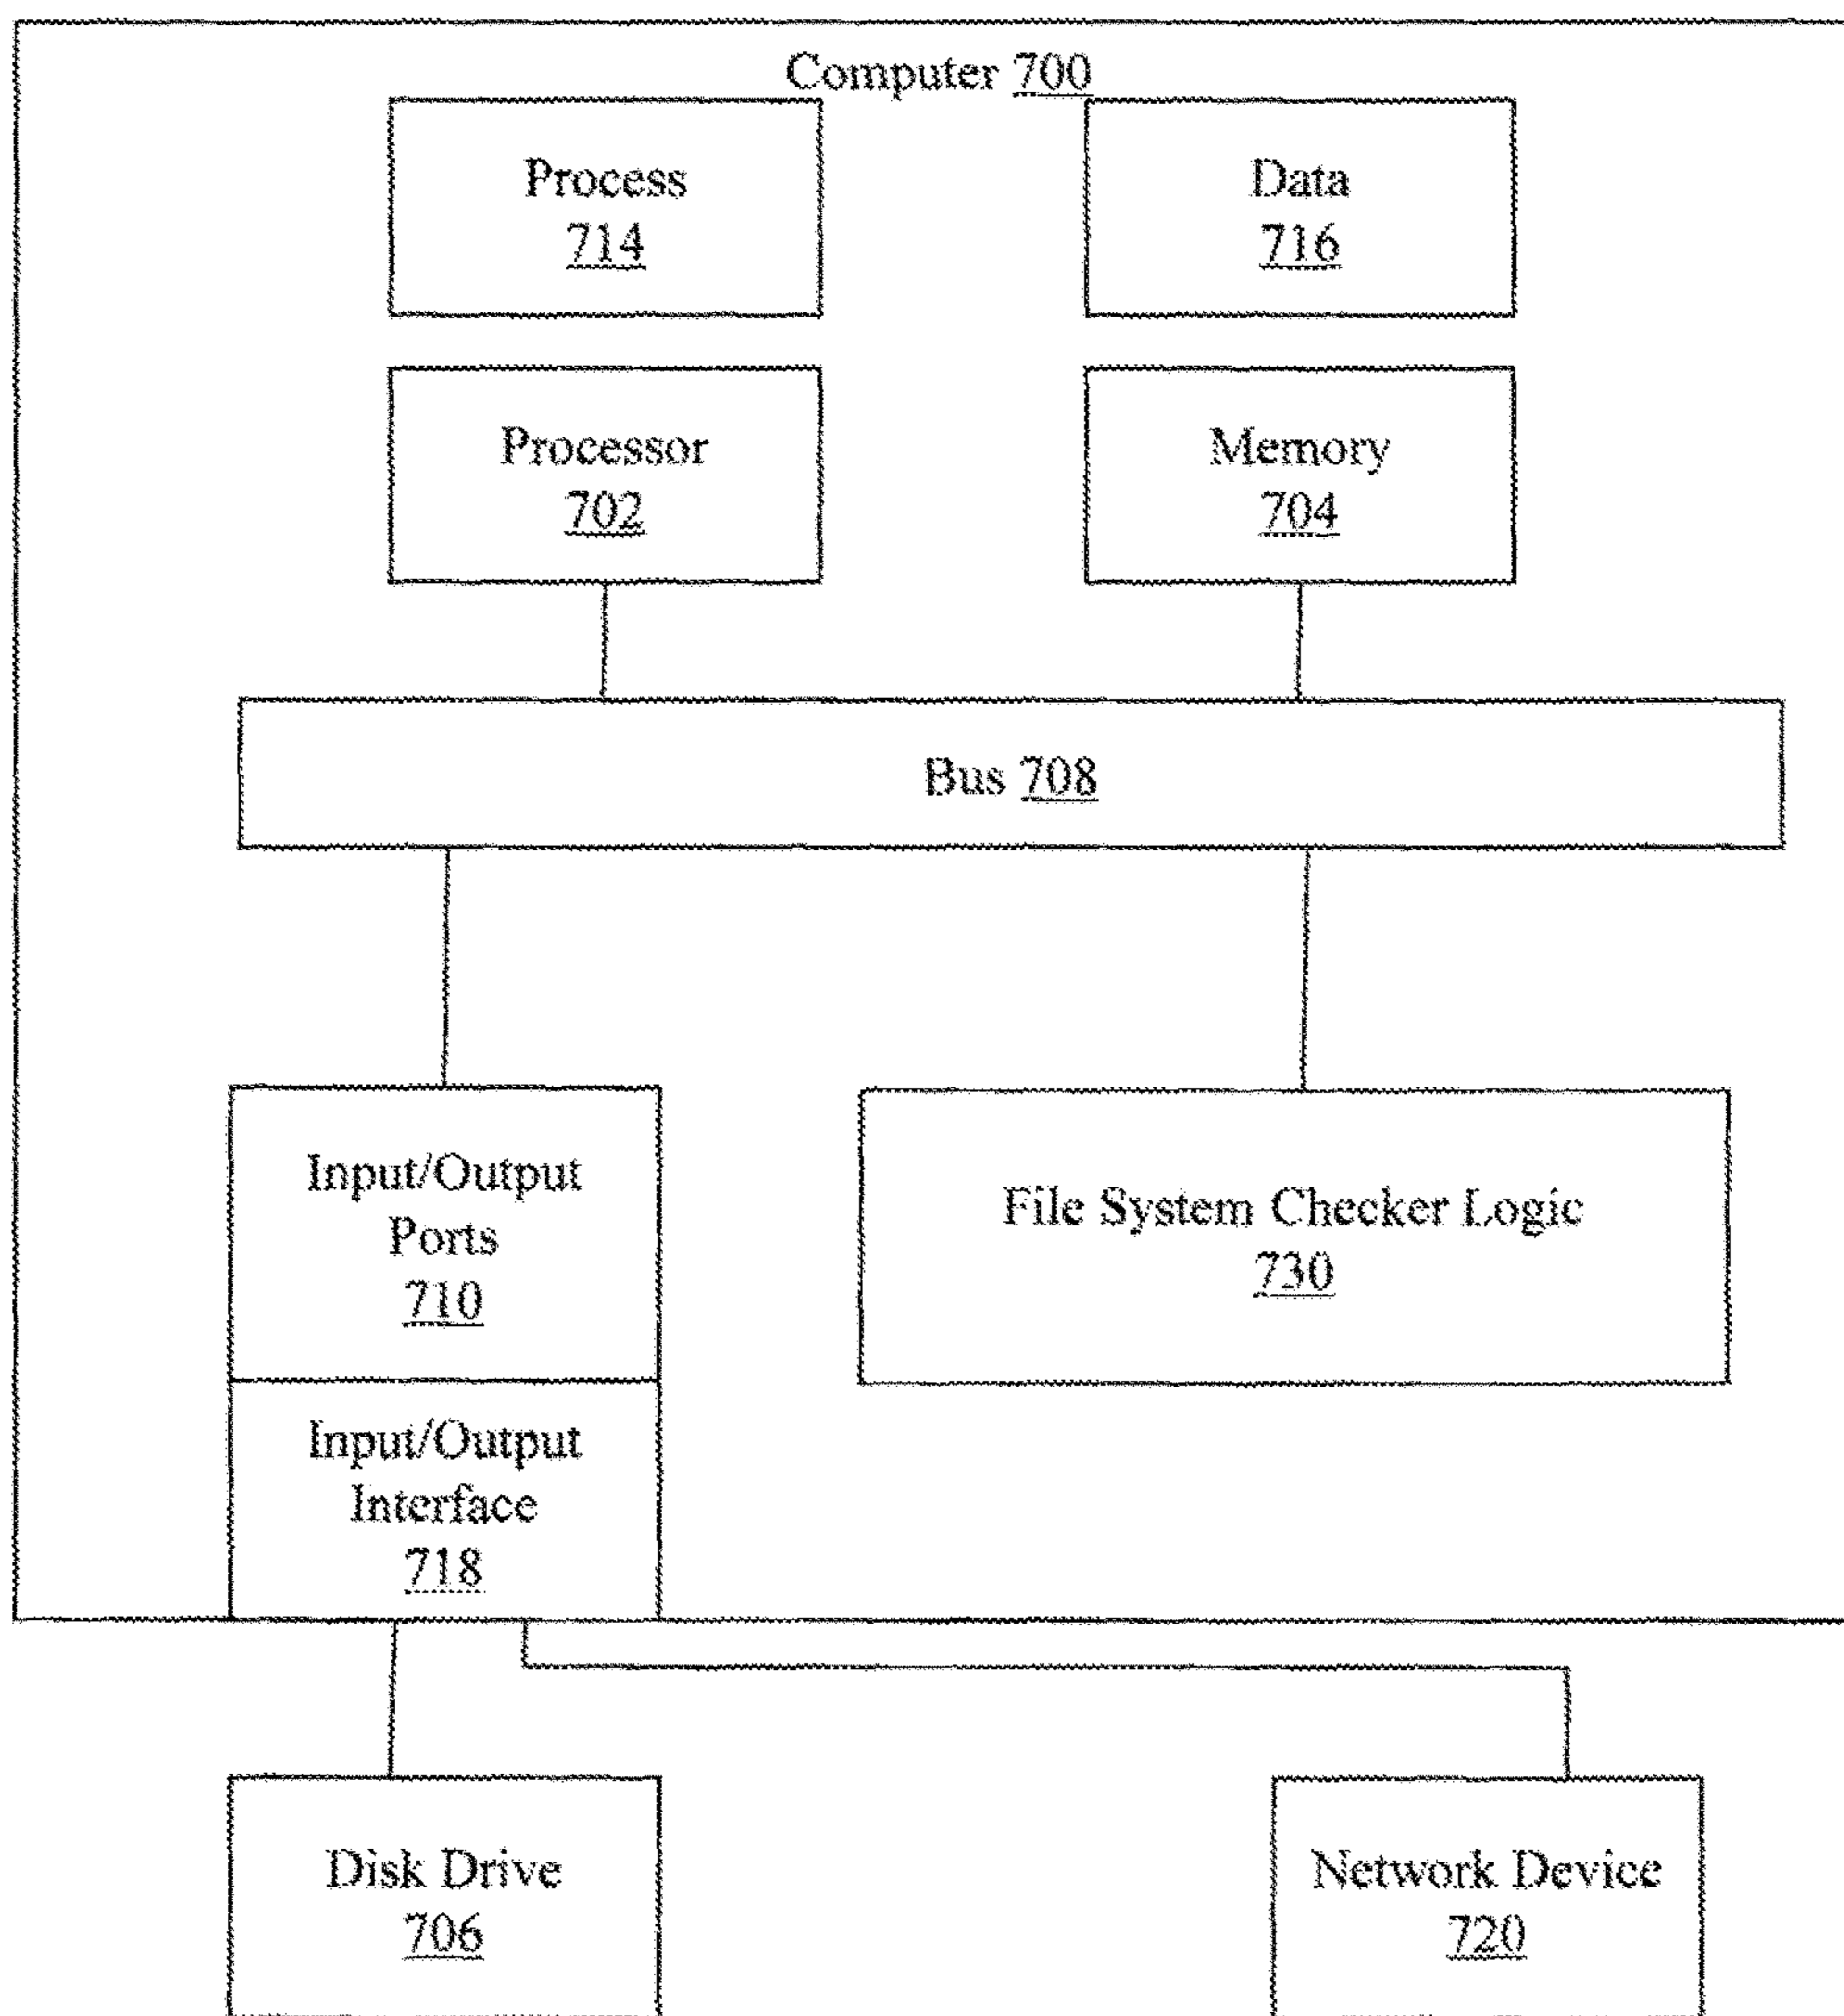 Computer 700
Process
714
Data
716
Processor
702
Memory
704
Bus 708
Input/Output
Ports
710
File System Checker Logic
730
Input/Output
Interface
718
Disk Drive
706
Network Device
720